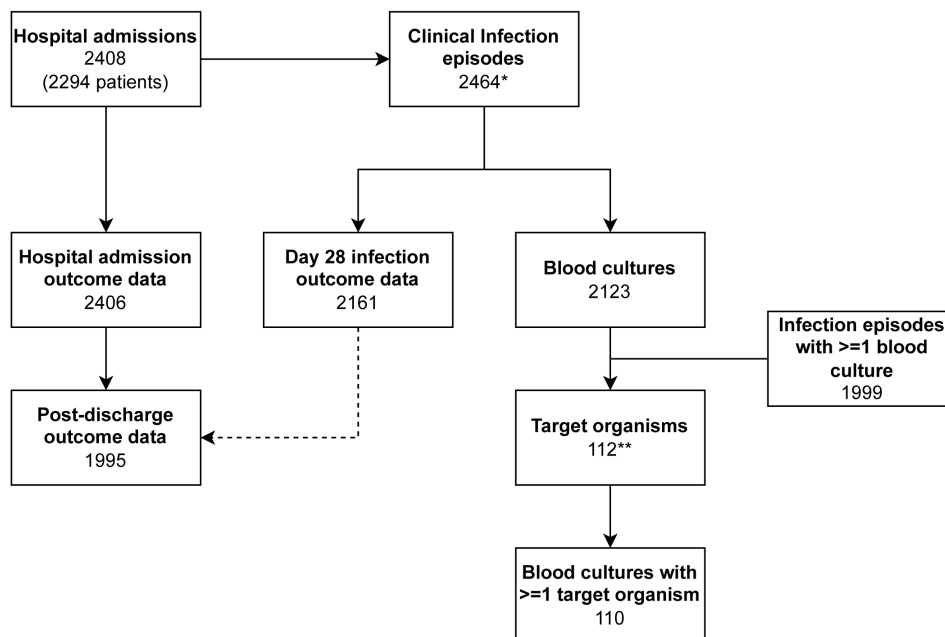 Hospital admissions
2408
(2294 patients)
Clinical Infection
episodes
2464*
Hospital admission
outcome data
2406
Day 28 infection
outcome data
2161
Blood cultures
2123
Infection episodes
with >=1 blood
culture
1999
Post-discharge
outcome data
1995
Target organisms
112**
Blood cultures with
>=1 target organism
110